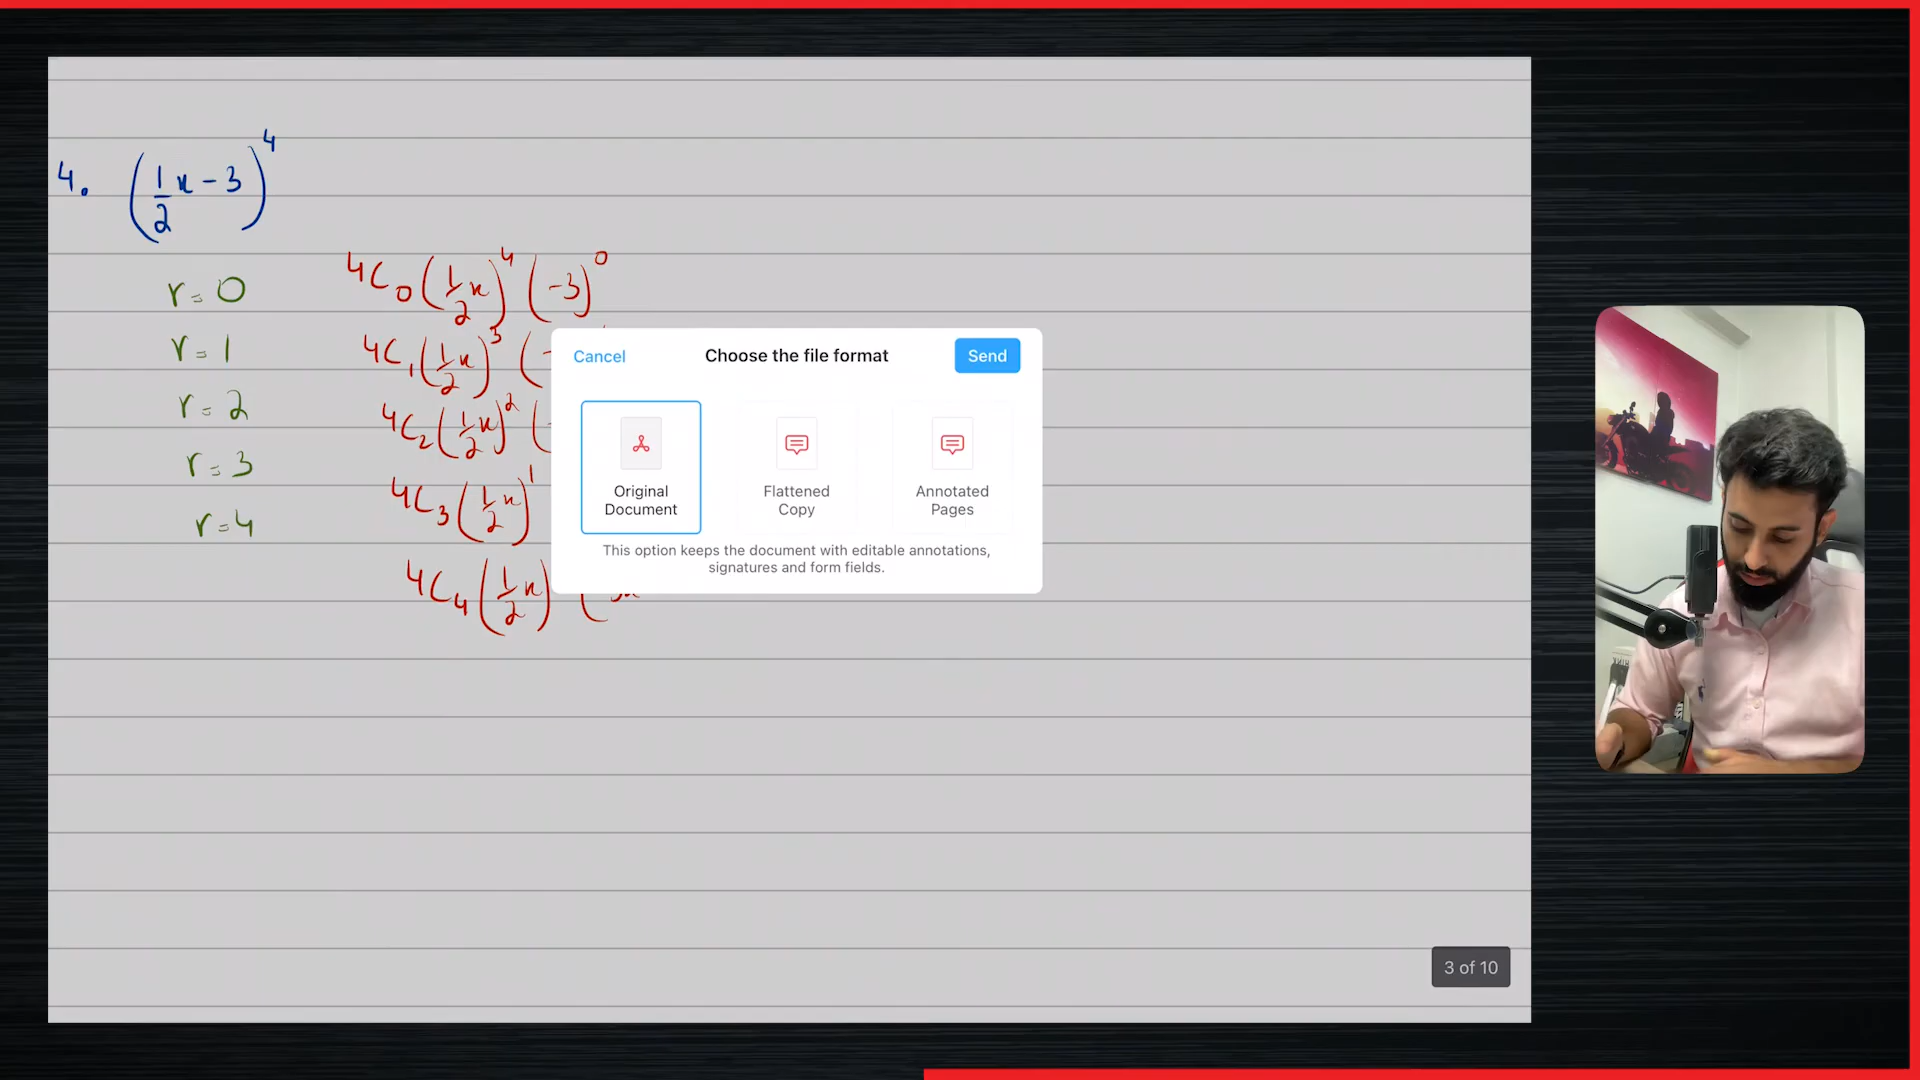 4. (1/2 x - 3)^4
r = 0 4C0 (1/2 x)^4 (-3)^0
r = 1 4C1 (1/2 x)^3 (-
r = 2 4C2 (1/2 x)^2 (-
r = 3 4C3 (1/2 x)^1
r = 4 4C4 (1/2 x) (
Cancel
Choose the file format
Send
Original
Document
Flattened
Copy
Annotated
Pages
This option keeps the document with editable annotations,
signatures and form fields.
3 of 10